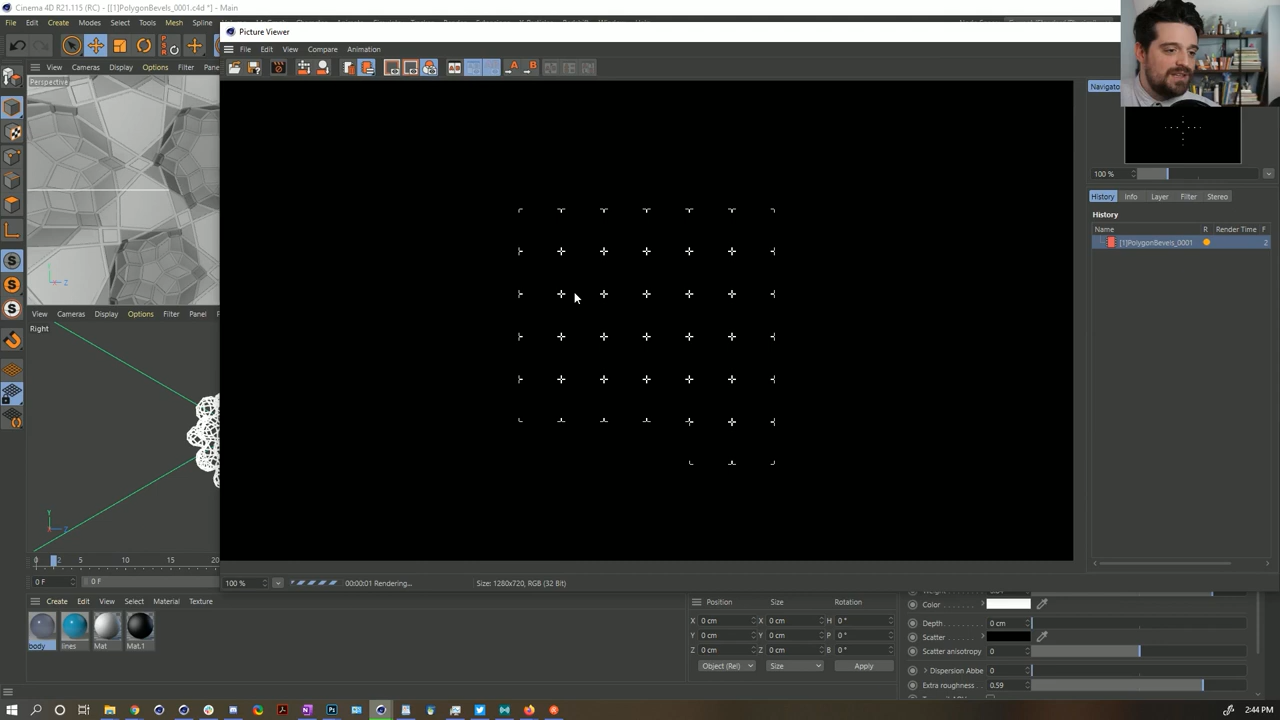 Cinema 4D R21.115 (RC) - [[1]PolygonBevels_0001.c4d *] - Main
File Edit Create Modes Select Tools Mesh Spline
Picture Viewer
File Edit View Compare Animation
A B
View Cameras Display Options Filter Pan
Perspective
Navigator
100 %
History Info Layer Filter Stereo
History
Name R Render Time F
[1]PolygonBevels_0001 2
View Cameras Display Options Filter Panel
Right
0 2 5 10 15 20
0 F 0 F
100 % 00:00:01 Rendering... Size: 1280x720, RGB (32 Bit)
Create Edit View Select Material Texture
body lines Mat Mat.1
Position Size Rotation
X 0 cm X 0 cm H 0 °
Y 0 cm Y 0 cm P 0 °
Z 0 cm Z 0 cm B 0 °
Object (Rel) Size Apply
Color
Depth 0 cm
Scatter
Scatter anisotropy 0
Dispersion Abbe 0
Extra roughness 0.59
2:44 PM